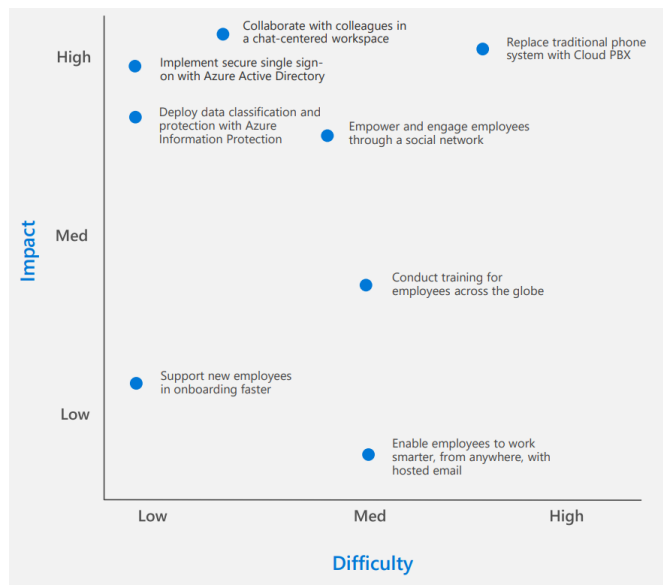 Collaborate with colleagues in
a chat-centered workspace
High
Implement secure single sign-
on with Azure Active Directory
Replace traditional phone
system with Cloud PBX
Deploy data classification and
protection with Azure
Information Protection
Empower and engage employees
through a social network
Impact
Med
Conduct training for
employees across the globe
Support new employees
in onboarding faster
Low
Enable employees to work
smarter, from anywhere, with
hosted email
Low
Med
High
Difficulty